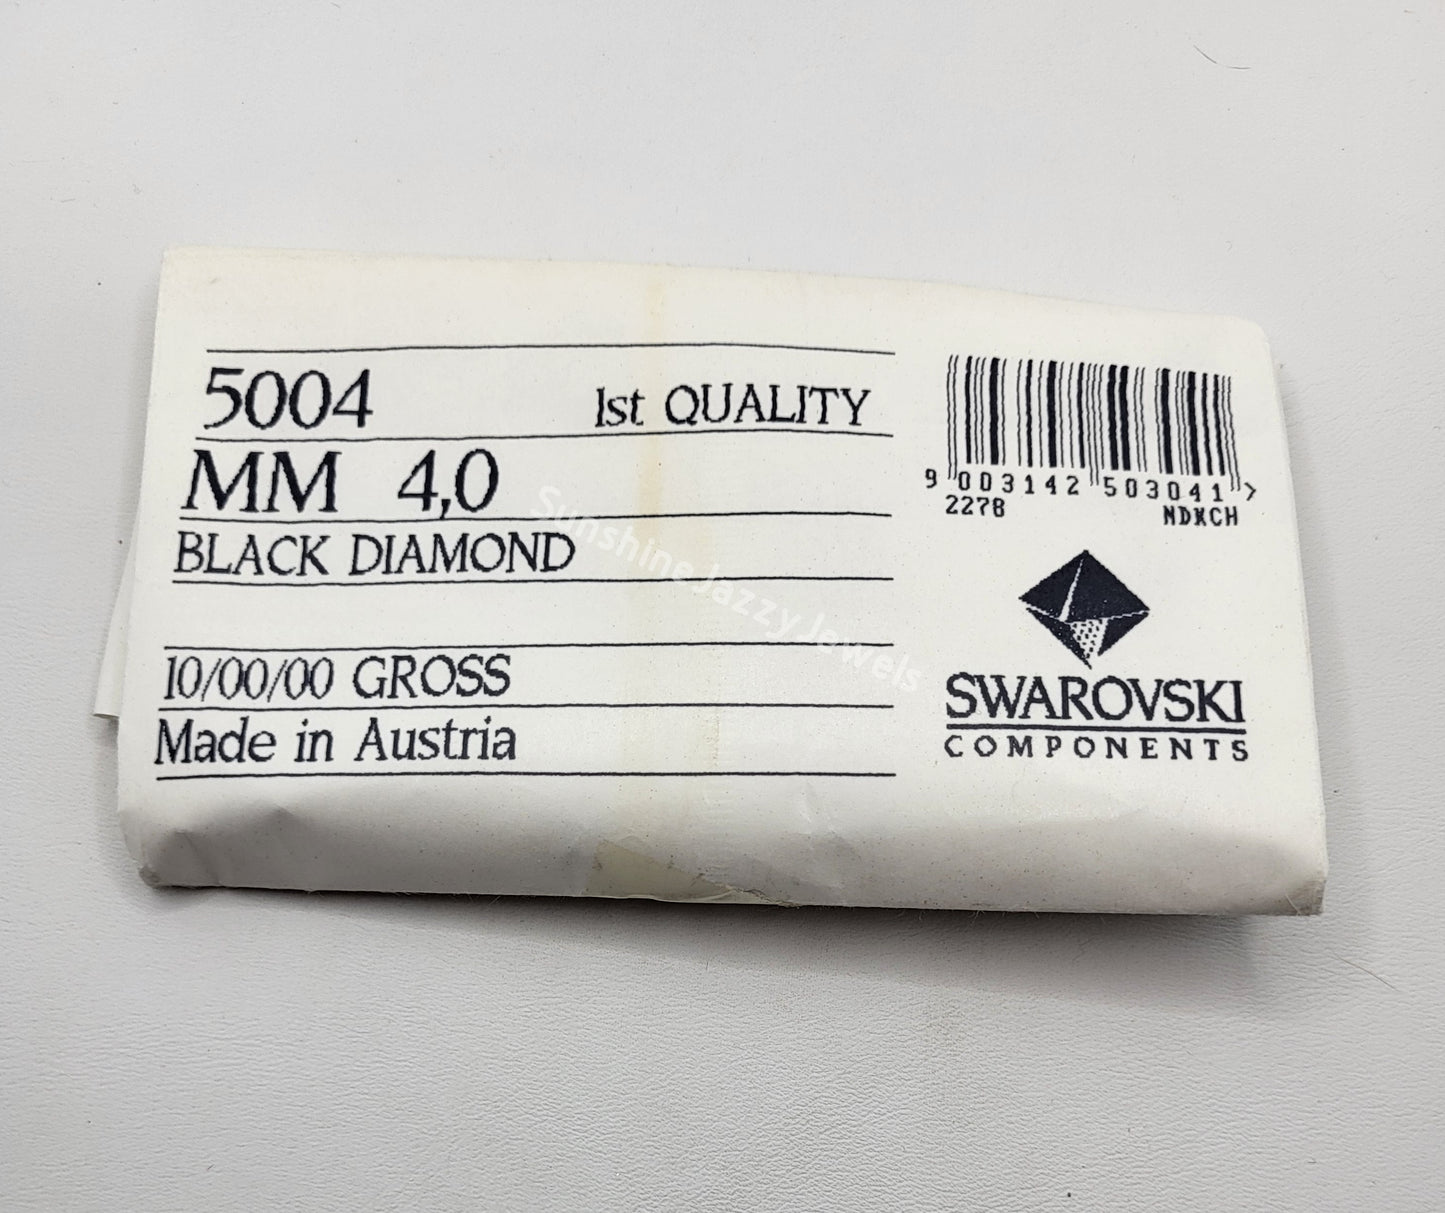 5004 1st QUALITY
MM 4,0
BLACK DIAMOND
10/00/00 GROSS
Made in Austria
9 003142 503041 >
2278 NDKCH
SWAROVSKI
COMPONENTS
SunshineJazzyJewels